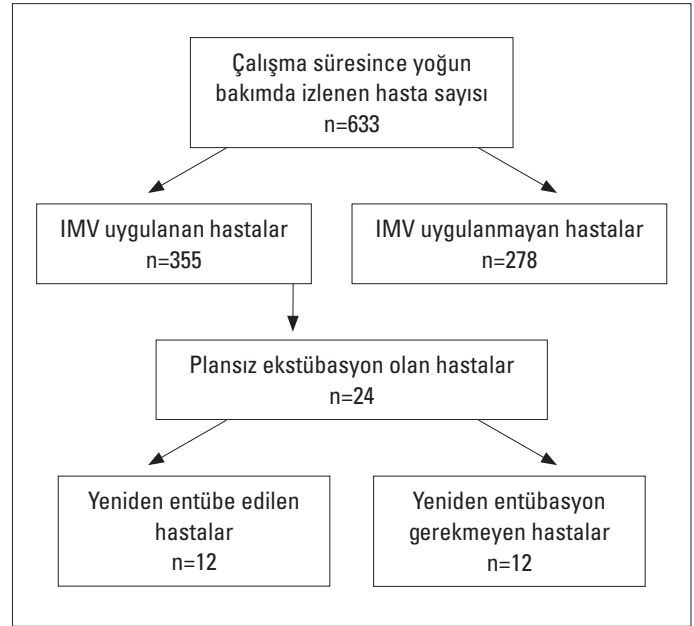 Çalışma süresince yoğun
bakımda izlenen hasta sayısı
n=633
IMV uygulanan hastalar
n=355
IMV uygulanmayan hastalar
n=278
Plansız ekstübasyon olan hastalar
n=24
Yeniden entübe edilen
hastalar
n=12
Yeniden entübasyon
gerekmeyen hastalar
n=12